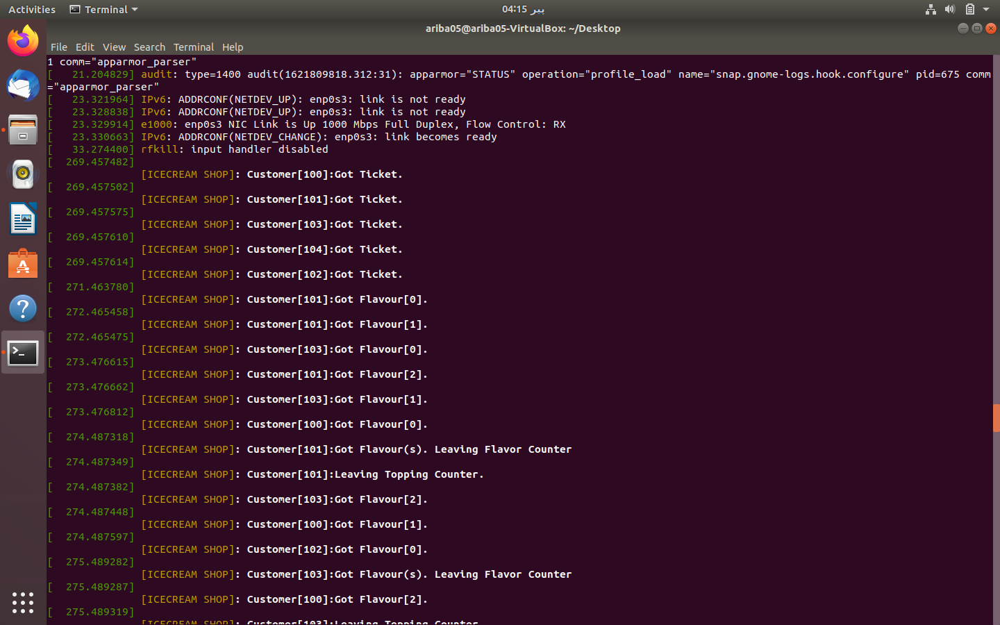 Activities
Terminal
04:15 پیر
ariba05@ariba05-VirtualBox: ~/Desktop
File Edit View Search Terminal Help
1 comm="apparmor_parser"
[   21.204829] audit: type=1400 audit(1621809818.312:31): apparmor="STATUS" operation="profile_load" name="snap.gnome-logs.hook.configure" pid=675 comm
="apparmor_parser"
[   23.321964] IPv6: ADDRCONF(NETDEV_UP): enp0s3: link is not ready
[   23.328838] IPv6: ADDRCONF(NETDEV_UP): enp0s3: link is not ready
[   23.329914] e1000: enp0s3 NIC Link is Up 1000 Mbps Full Duplex, Flow Control: RX
[   23.330663] IPv6: ADDRCONF(NETDEV_CHANGE): enp0s3: link becomes ready
[   33.274400] rfkill: input handler disabled
[  269.457482]
[ICECREAM SHOP]: Customer[100]:Got Ticket.
[  269.457502]
[ICECREAM SHOP]: Customer[101]:Got Ticket.
[  269.457575]
[ICECREAM SHOP]: Customer[103]:Got Ticket.
[  269.457610]
[ICECREAM SHOP]: Customer[104]:Got Ticket.
[  269.457614]
[ICECREAM SHOP]: Customer[102]:Got Ticket.
[  271.463780]
[ICECREAM SHOP]: Customer[101]:Got Flavour[0].
[  272.465458]
[ICECREAM SHOP]: Customer[101]:Got Flavour[1].
[  272.465475]
[ICECREAM SHOP]: Customer[103]:Got Flavour[0].
[  273.476615]
[ICECREAM SHOP]: Customer[101]:Got Flavour[2].
[  273.476662]
[ICECREAM SHOP]: Customer[103]:Got Flavour[1].
[  273.476812]
[ICECREAM SHOP]: Customer[100]:Got Flavour[0].
[  274.487318]
[ICECREAM SHOP]: Customer[101]:Got Flavour(s). Leaving Flavor Counter
[  274.487349]
[ICECREAM SHOP]: Customer[101]:Leaving Topping Counter.
[  274.487382]
[ICECREAM SHOP]: Customer[103]:Got Flavour[2].
[  274.487448]
[ICECREAM SHOP]: Customer[100]:Got Flavour[1].
[  274.487597]
[ICECREAM SHOP]: Customer[102]:Got Flavour[0].
[  275.489282]
[ICECREAM SHOP]: Customer[103]:Got Flavour(s). Leaving Flavor Counter
[  275.489287]
[ICECREAM SHOP]: Customer[100]:Got Flavour[2].
[  275.489319]
[ICECREAM SHOP]: Customer[103]:Leaving Topping Counter